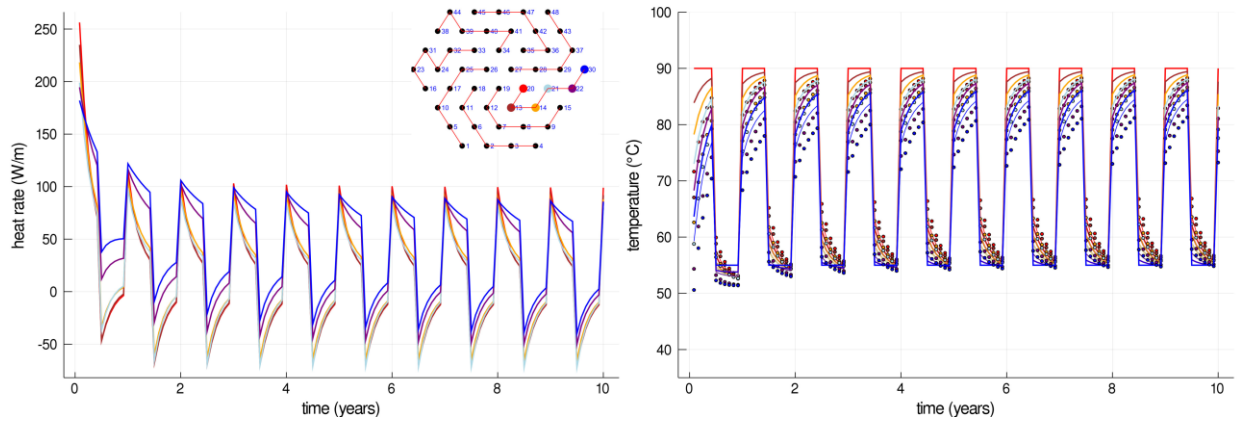 heat rate (W/m)
250
200
150
100
50
0
-50
44 45 46 47 48
38 39 40 41 42 43
31 32 33 34 35 36 37
23 24 25 26 27 28 29 30
16 17 18 19 20 21 22
10 11 12 13 14 15
5 6 7 8 9
1 2 3 4
0 2 4 6 8 10
time (years)
temperature (°C)
100
90
80
70
60
50
40
0 2 4 6 8 10
time (years)